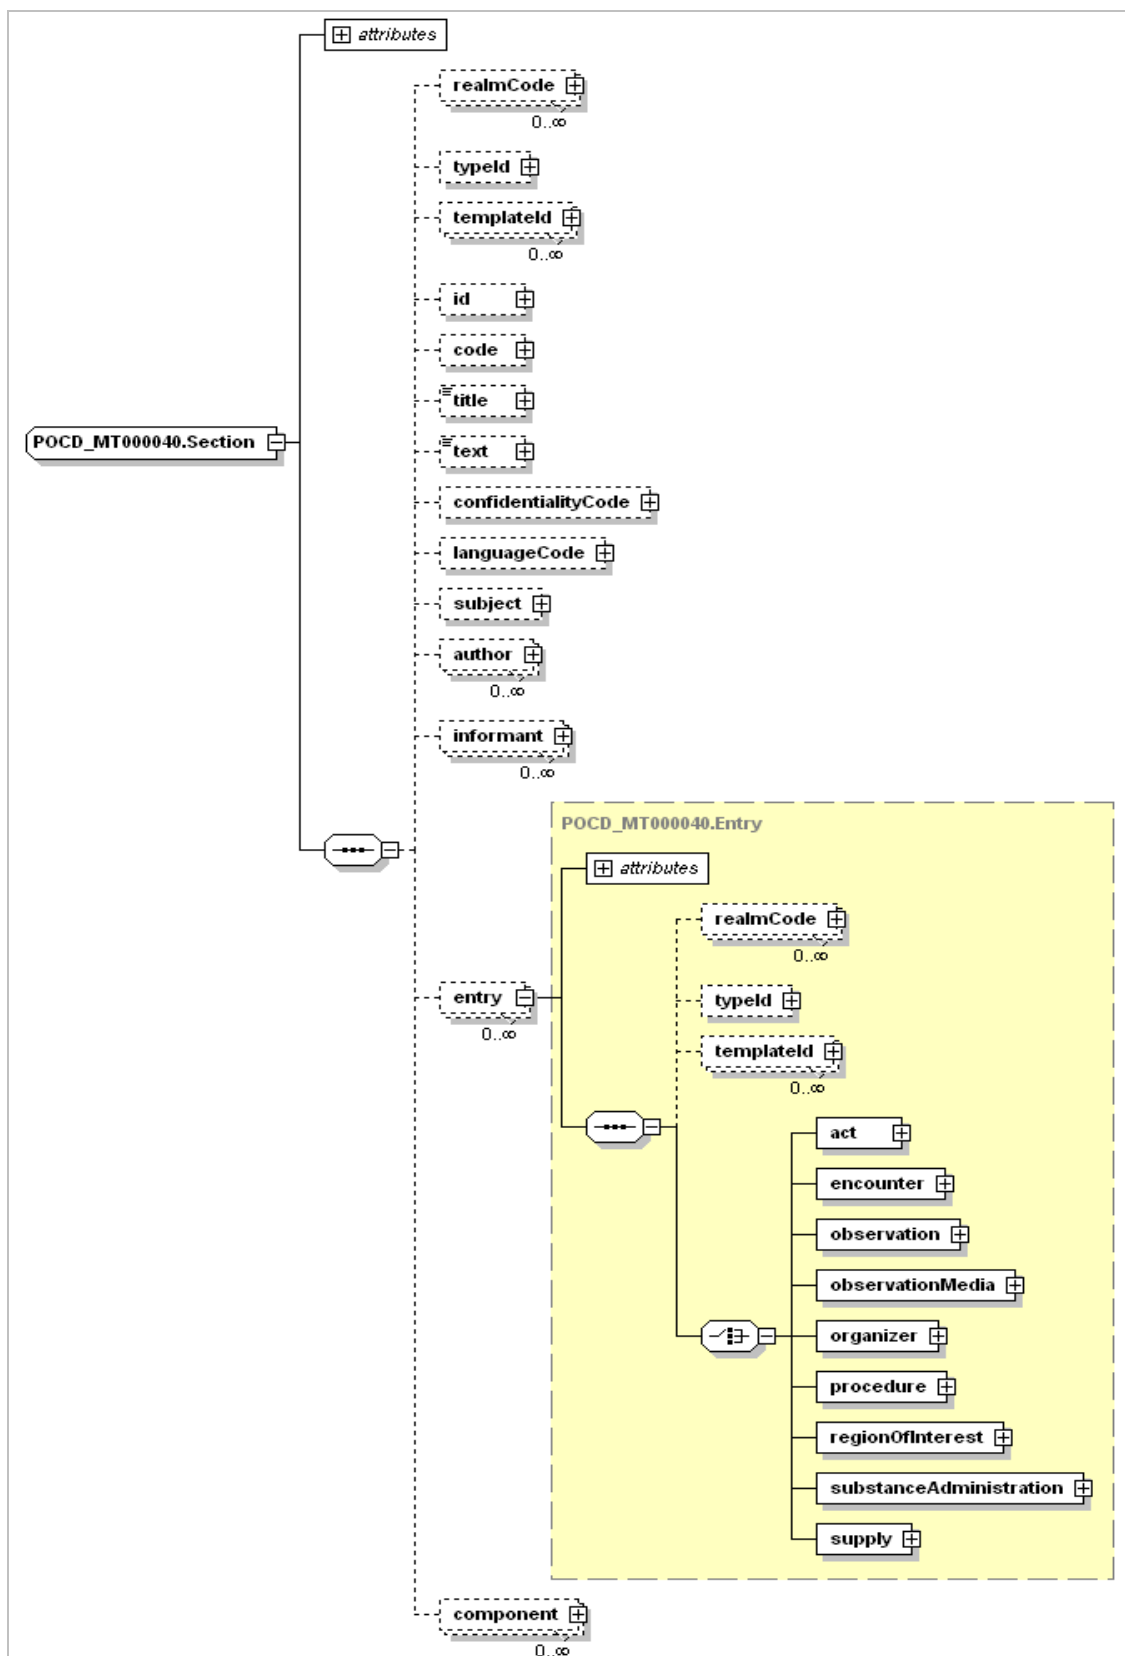 attributes
realmCode
0..∞
typeId
templateId
0..∞
id
code
title
POCD_MT000040.Section
text
confidentialityCode
languageCode
subject
author
0..∞
informant
0..∞
POCD_MT000040.Entry
attributes
realmCode
0..∞
entry
0..∞
typeId
templateId
0..∞
act
encounter
observation
observationMedia
organizer
procedure
regionOfInterest
substanceAdministration
supply
component
0..∞